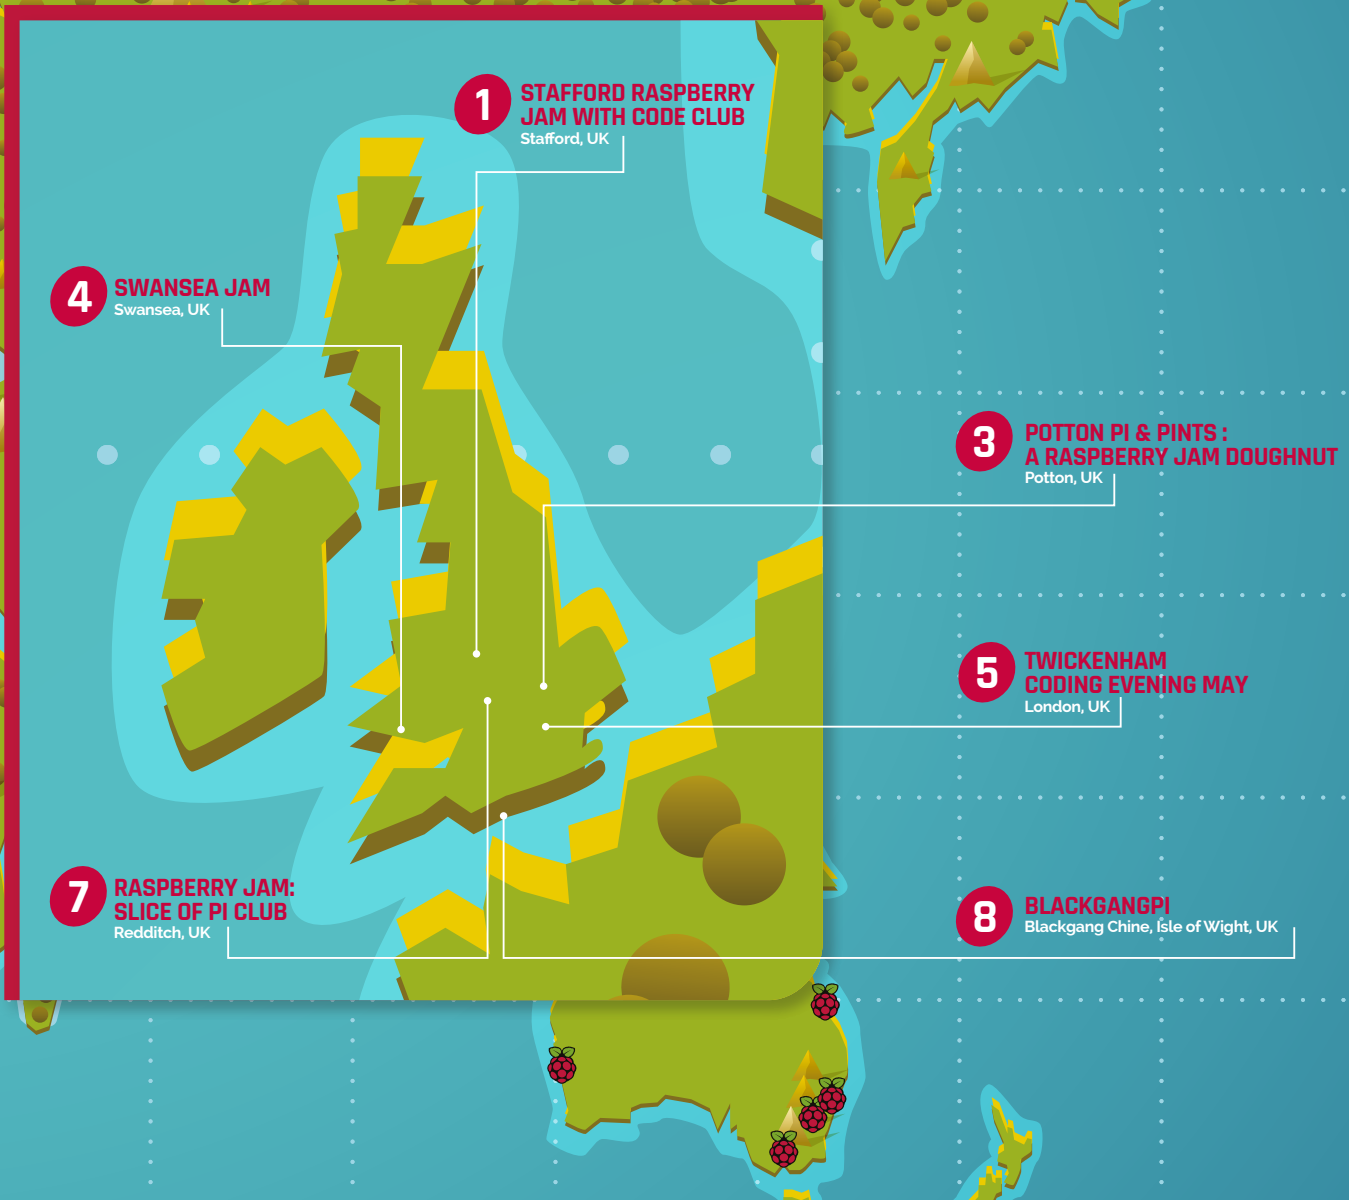 1
STAFFORD RASPBERRY
JAM WITH CODE CLUB
Stafford, UK
4
SWANSEA JAM
Swansea, UK
3
POTTON PI & PINTS :
A RASPBERRY JAM DOUGHNUT
Potton, UK
5
TWICKENHAM
CODING EVENING MAY
London, UK
7
RASPBERRY JAM:
SLICE OF PI CLUB
Redditch, UK
8
BLACKGANGPI
Blackgang Chine, Isle of Wight, UK